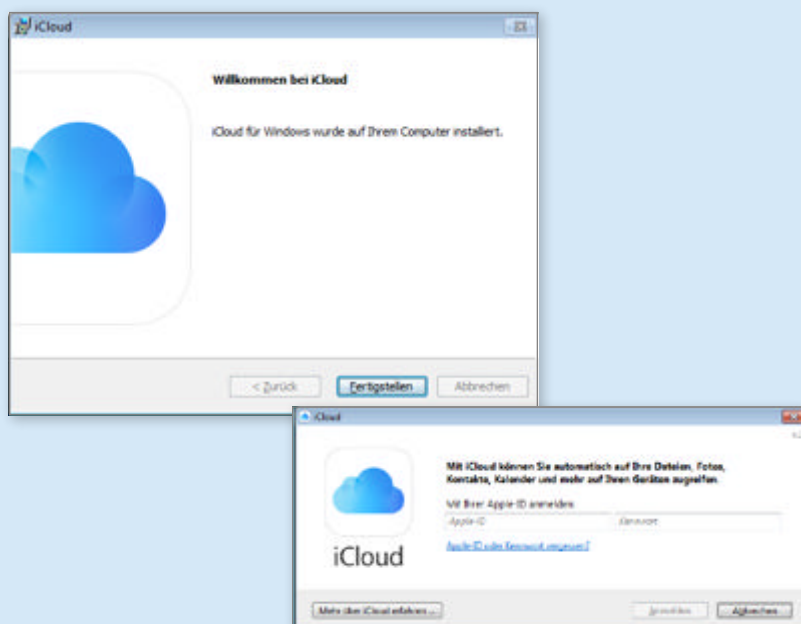 iCloud
Willkommen bei iCloud
iCloud für Windows wurde auf Ihrem Computer installiert.
< Zurück
Fertigstellen
Abbrechen
iCloud
Mit iCloud können Sie automatisch auf Ihre Dateien, Fotos,
Kontakte, Kalender und mehr auf Ihren Geräten zugreifen.
Mit Ihrer Apple-ID anmelden:
Apple-ID
Kennwort
Apple-ID oder Kennwort vergessen?
iCloud
Mehr über iCloud erfahren ...
Anmelden
Abbrechen